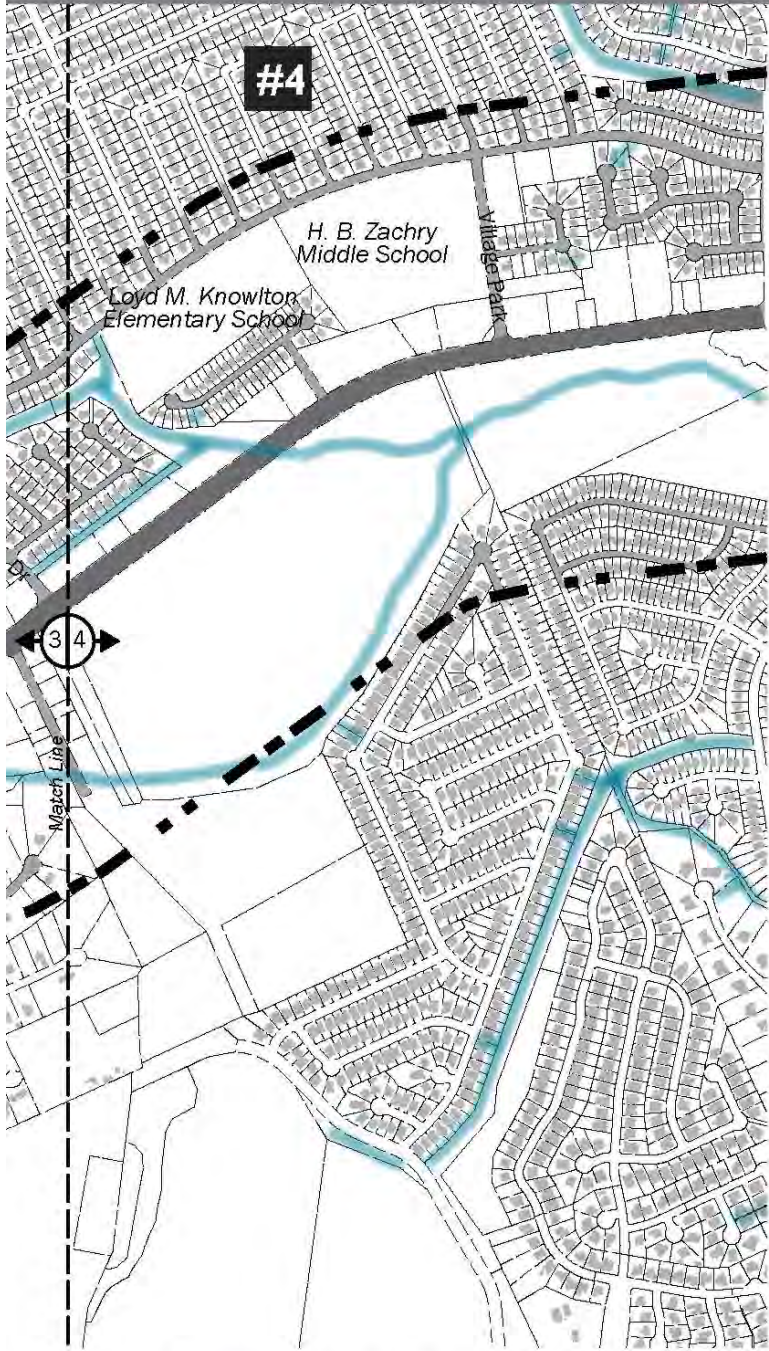 #4
H. B. Zachry
Middle School
Village Park
Loyd M. Knowlton
Elementary School
Dr
3 4
Match Line